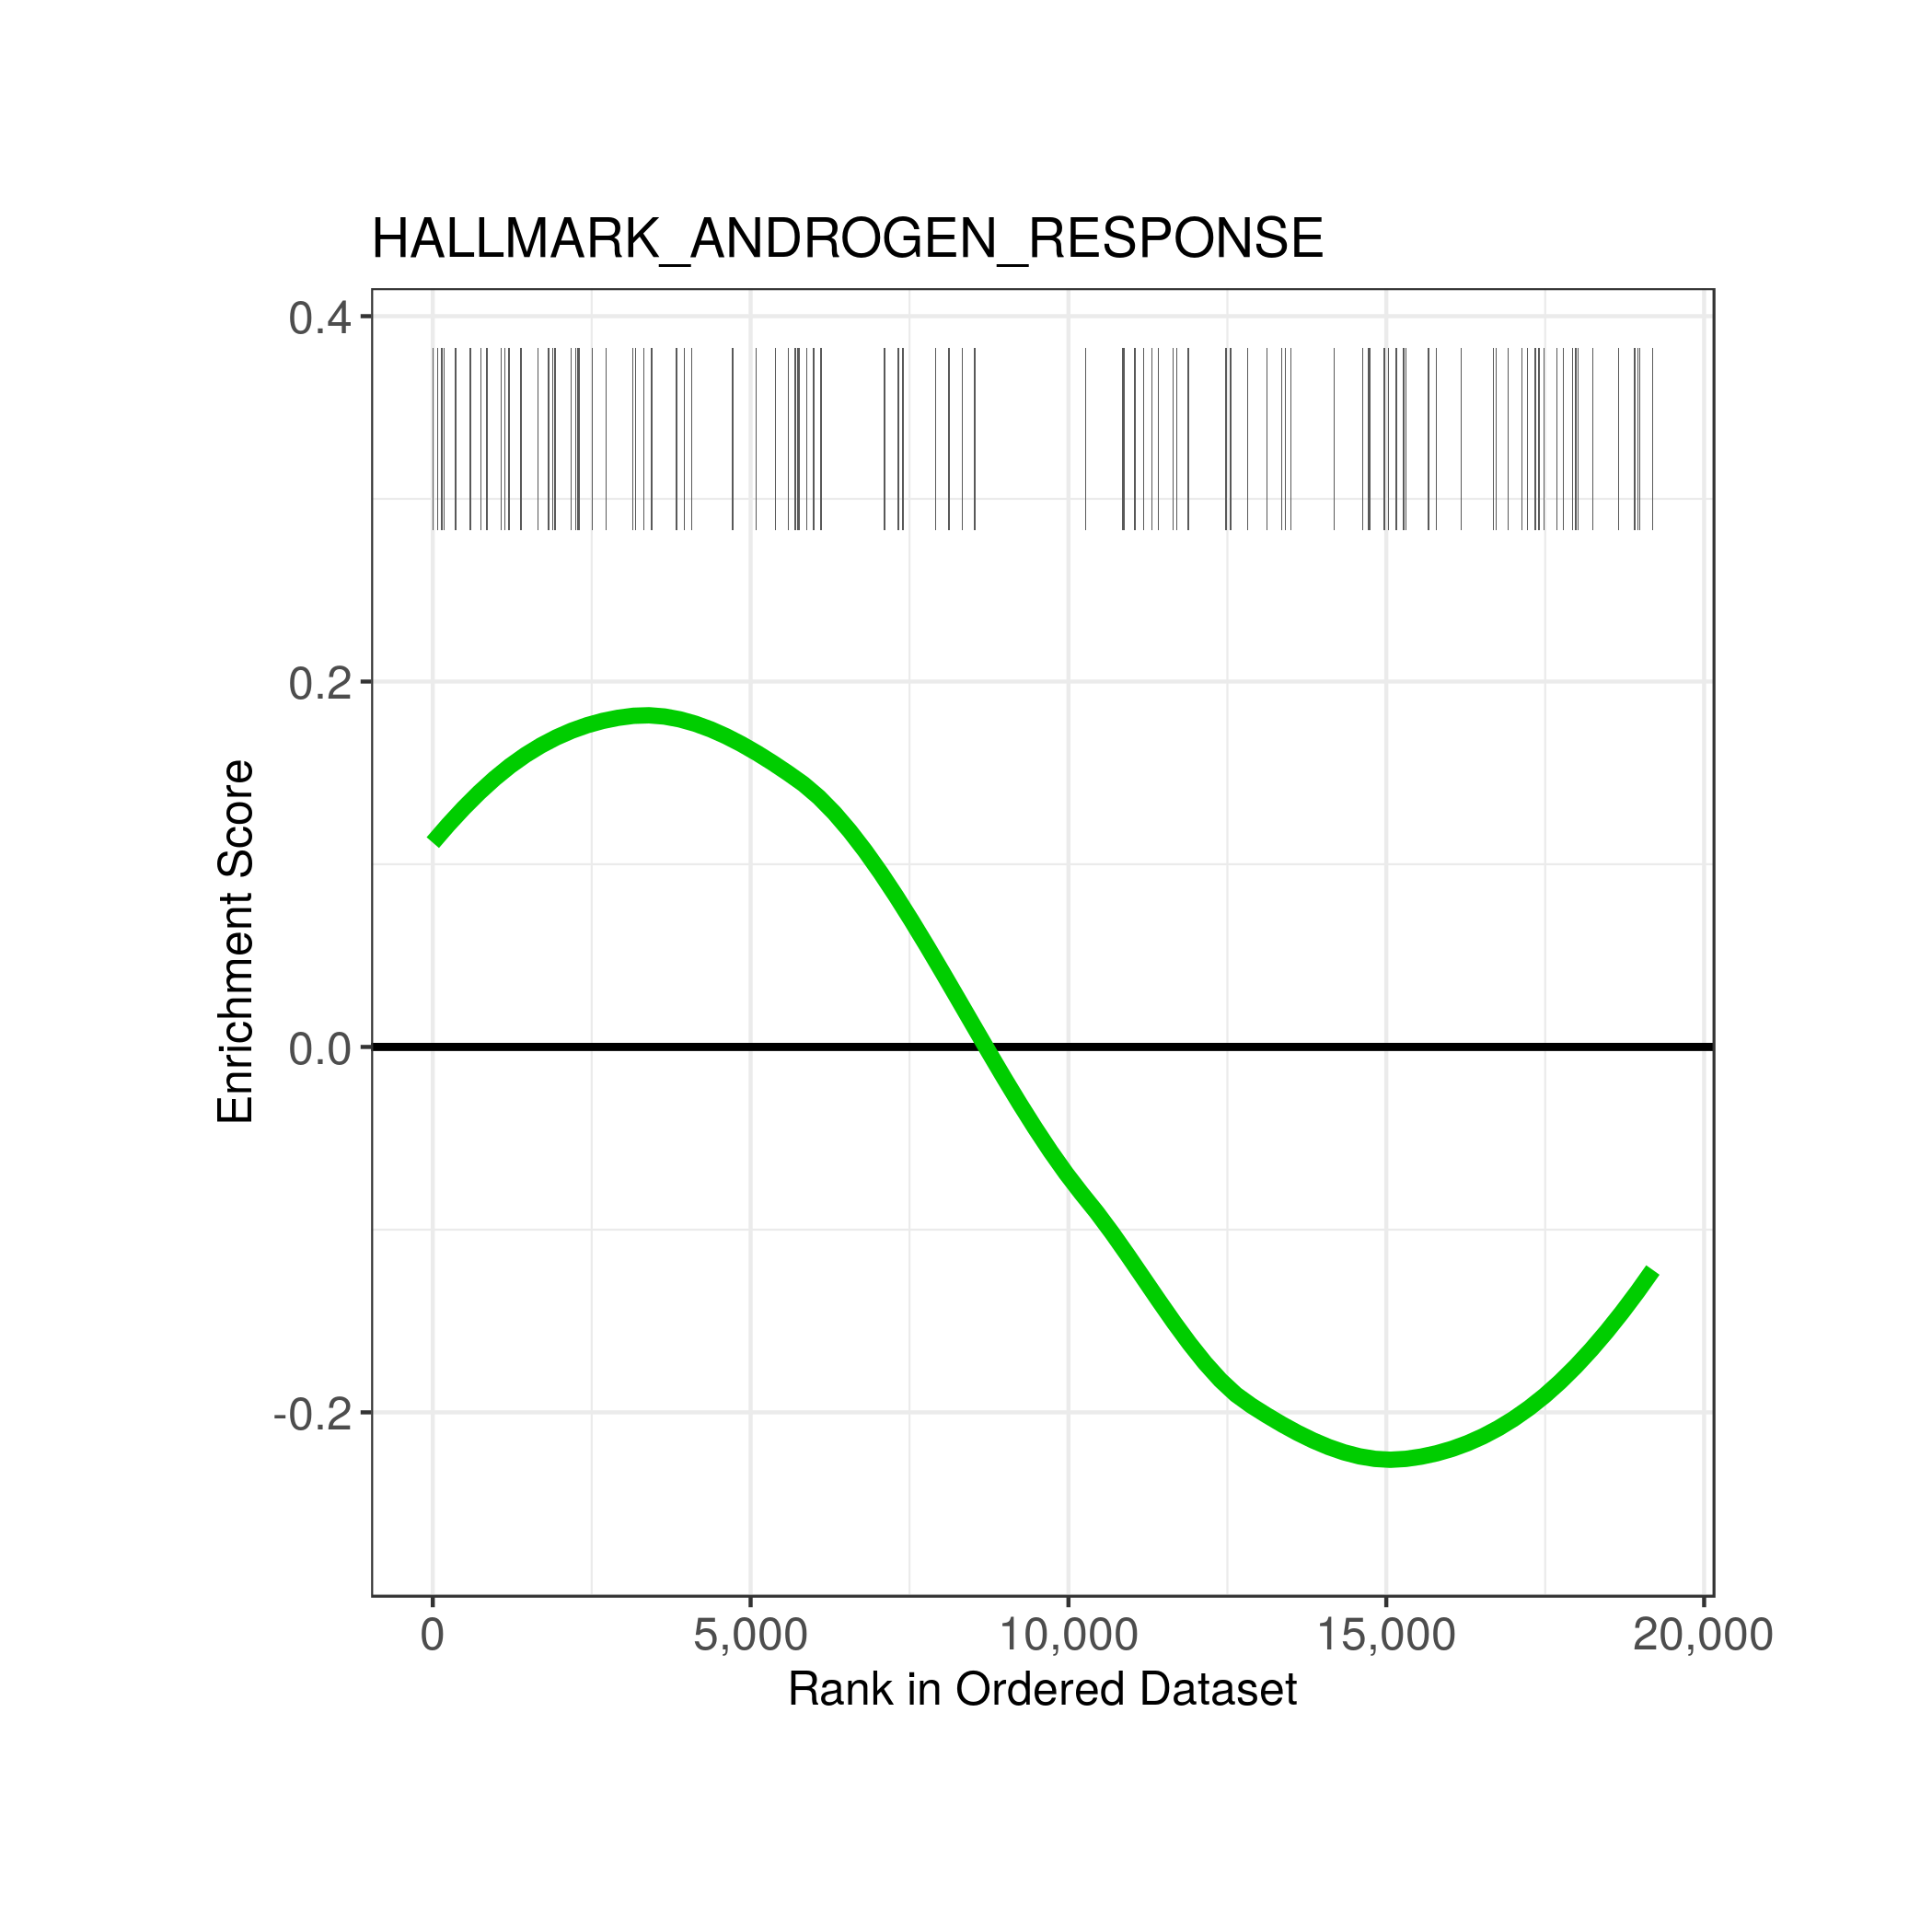 HALLMARK_ANDROGEN_RESPONSE
0.4
0.2
0.0
-0.2
Enrichment Score
0 5,000 10,000 15,000 20,000
Rank in Ordered Dataset